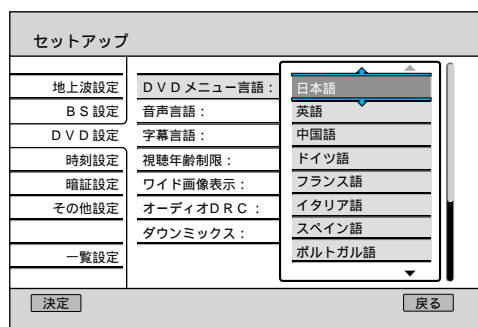 セットアップ
地上波設定
BS設定
DVD設定
時刻設定
暗証設定
その他設定
一覧設定
DVDメニュー言語:
音声言語:
字幕言語:
視聴年齢制限:
ワイド画像表示:
オーディオDRC:
ダウンミックス:
日本語
英語
中国語
ドイツ語
フランス語
イタリア語
スペイン語
ポルトガル語
決定
戻る